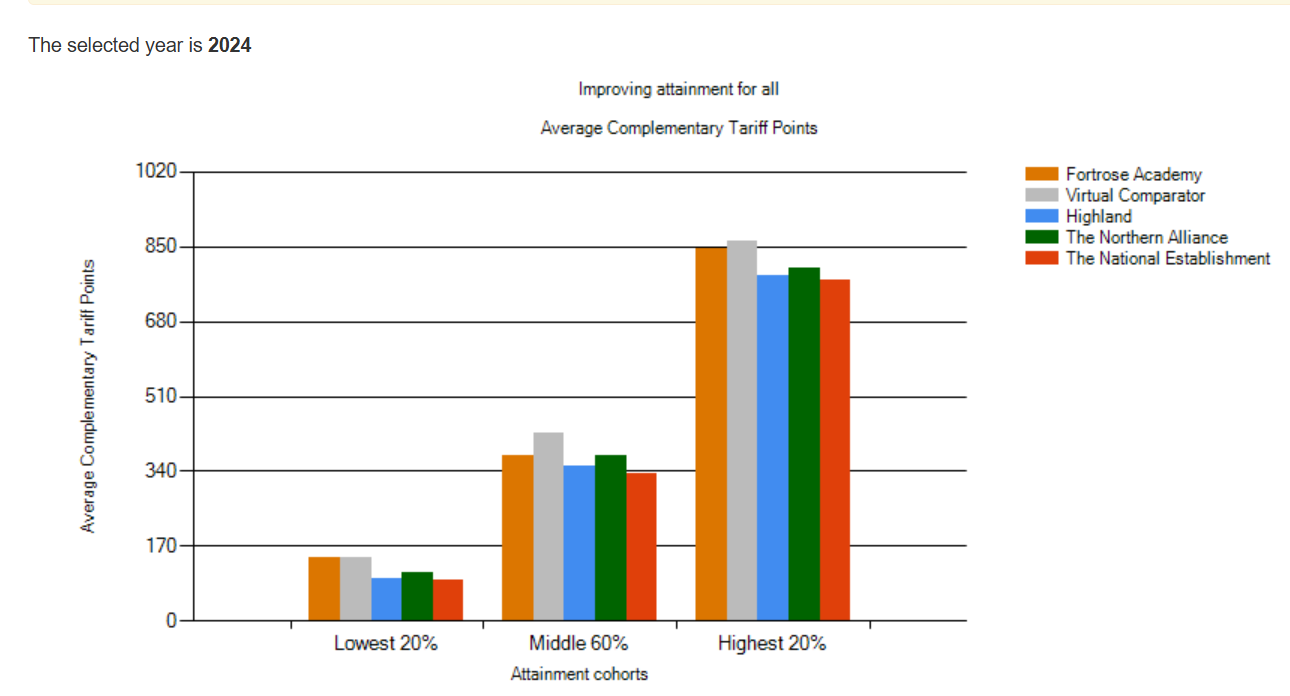 The selected year is 2024
Improving attainment for all
Average Complementary Tariff Points
1020
850
680
510
340
170
0
Average Complementary Tariff Points
Lowest 20%
Middle 60%
Highest 20%
Attainment cohorts
Fortrose Academy
Virtual Comparator
Highland
The Northern Alliance
The National Establishment